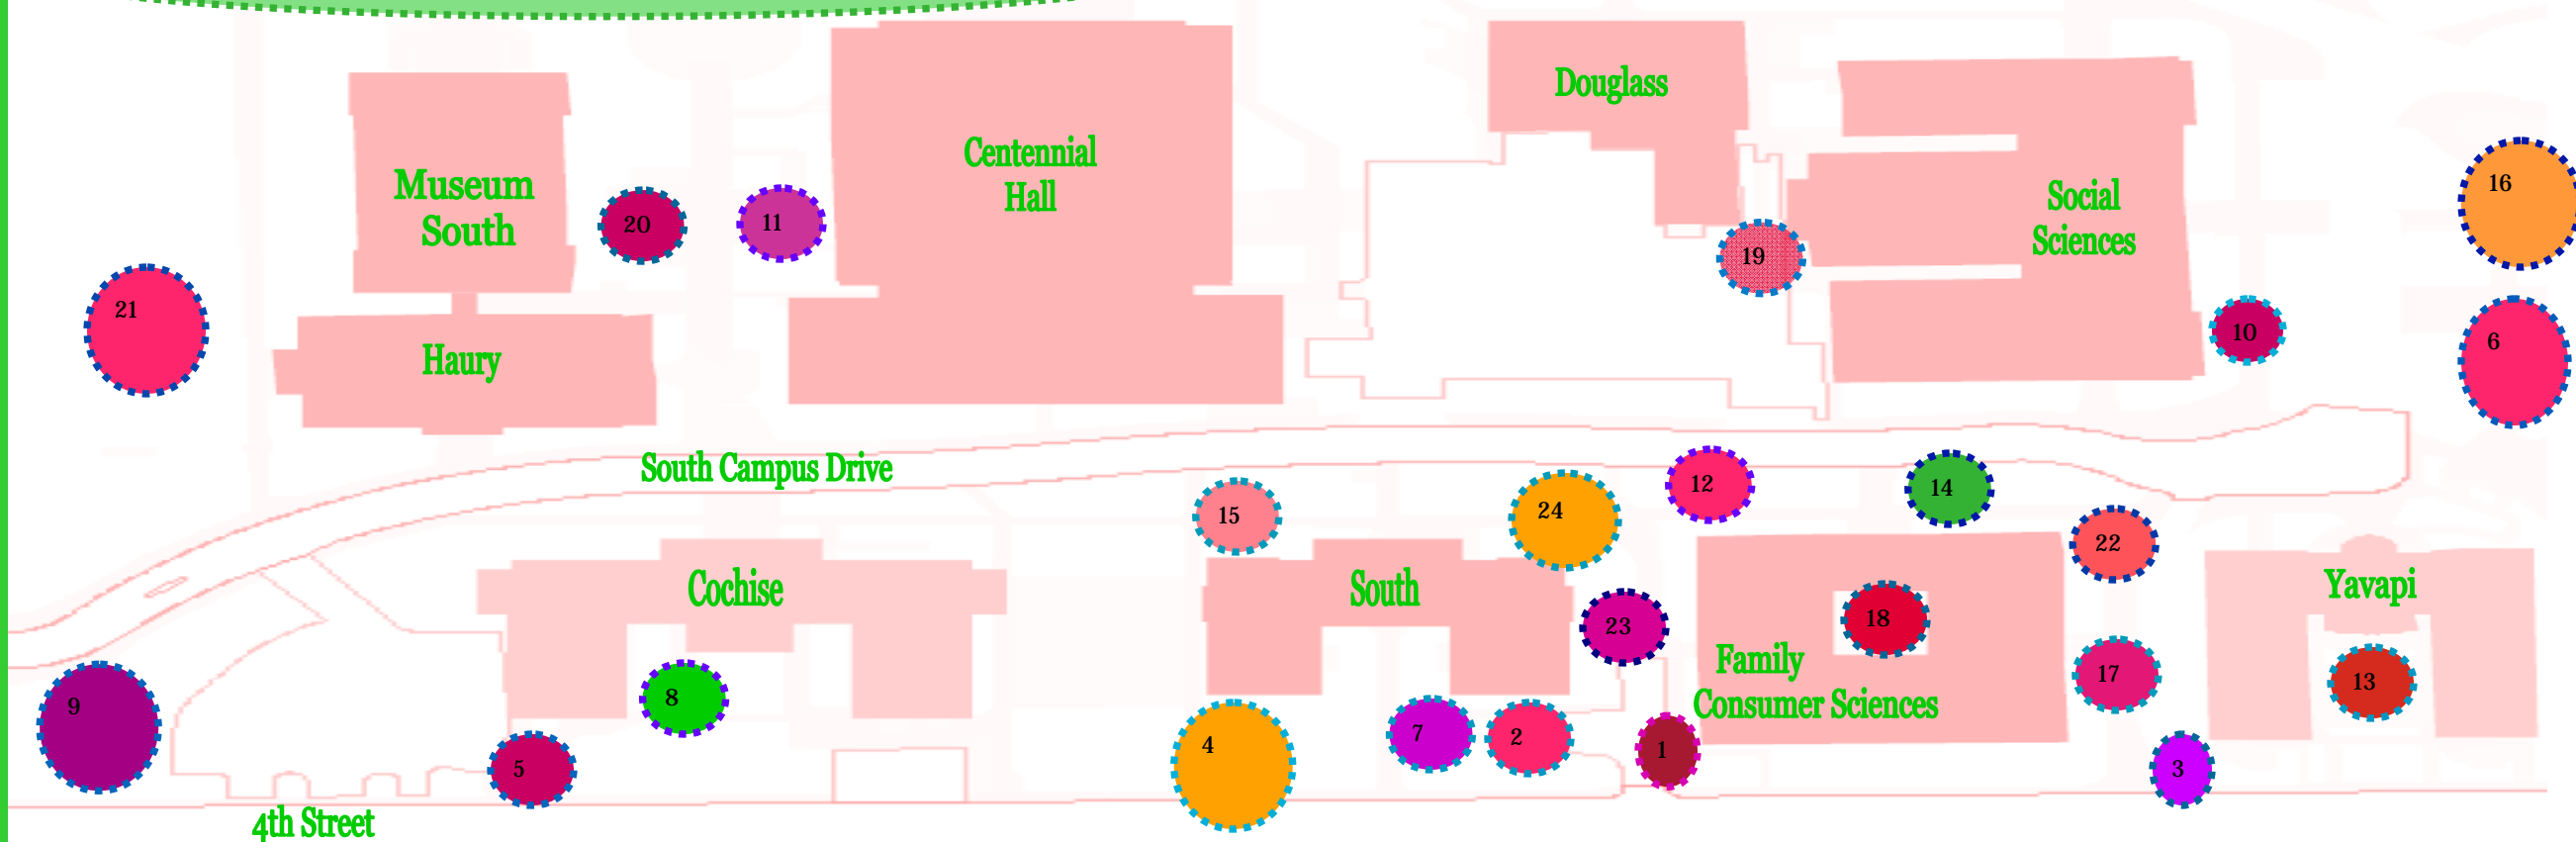 Douglass
Centennial
Hall
16
Museum
South
Social
Sciences
20
11
19
21
10
6
Haury
South Campus Drive
12
14
15
24
22
Cochise
South
Yavapi
18
23
Family
Consumer Sciences
17
13
9
8
4
7
2
1
5
3
4th Street